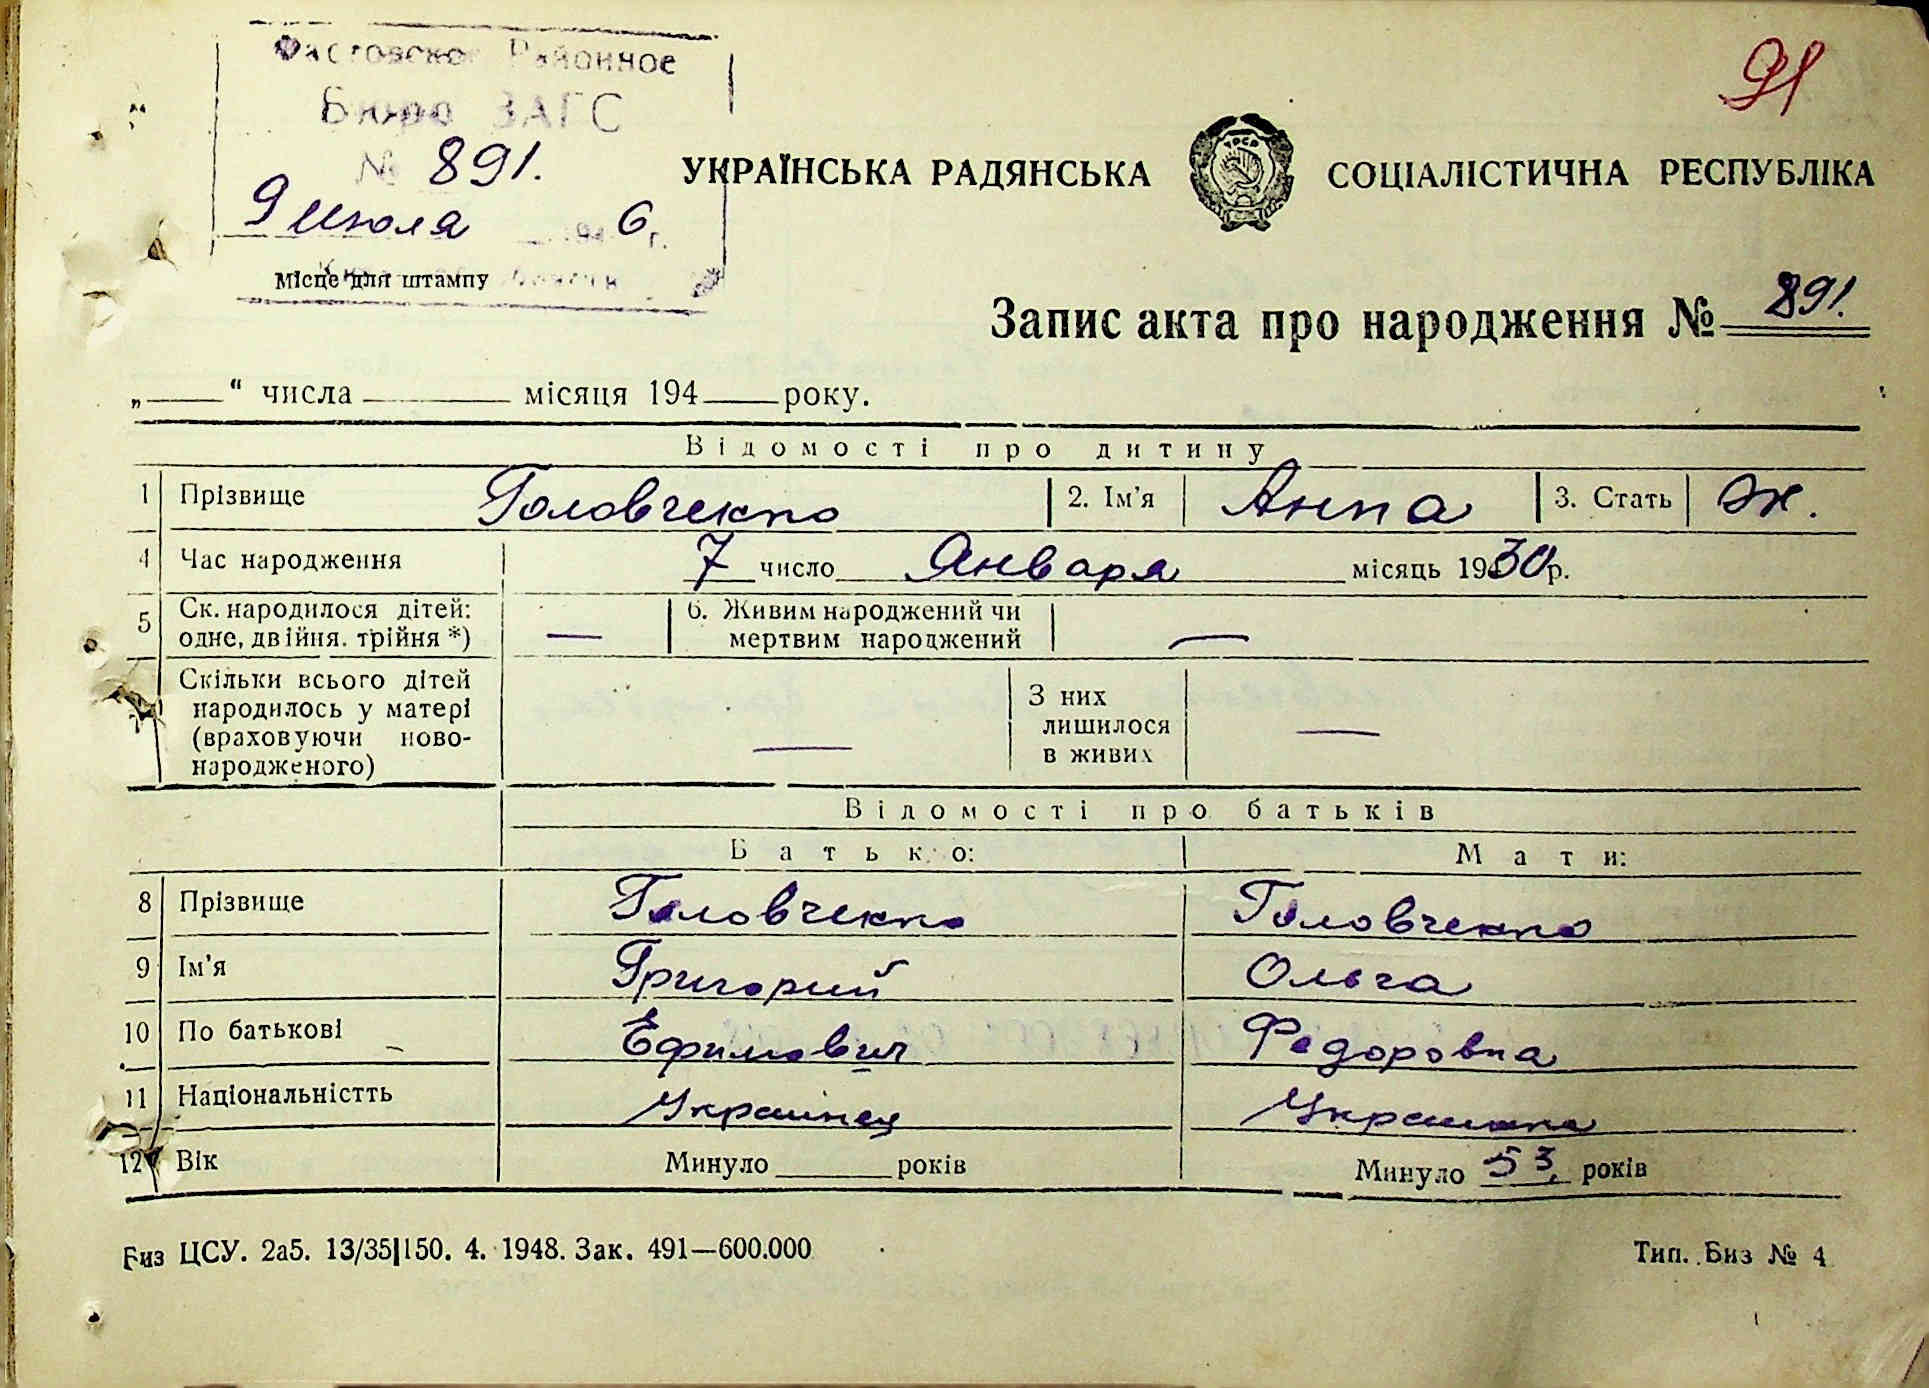 91
Фастовское Районное
Бюро ЗАГС
№ 891.
9 июля 194 6 г.
Місце для штампу
УКРАЇНСЬКА РАДЯНСЬКА СОЦІАЛІСТИЧНА РЕСПУБЛІКА
УРСР
Запис акта про народження № 891.
„ “ числа місяця 194 року.
Відомості про дитину
1 Прізвище Головченко 2. Ім'я Анна 3. Стать Ж.
4 Час народження 7 число Января місяць 1930 р.
5 Ск. народилося дітей: одне, двійня. трійня *) — 6. Живим народжений чи мертвим народжений —
Скільки всього дітей народилось у матері (враховуючи ново-народженого) — З них лишилося в живих —
Відомості про батьків
Батько: Мати:
8 Прізвище Головченко Головченко
9 Ім'я Григорий Ольга
10 По батькові Ефимович Федоровна
11 Національністть Украинец Украинка
12 Вік Минуло років Минуло 53 років
Биз ЦСУ. 2а5. 13/35|150. 4. 1948. Зак. 491—600.000 Тип. Биз № 4